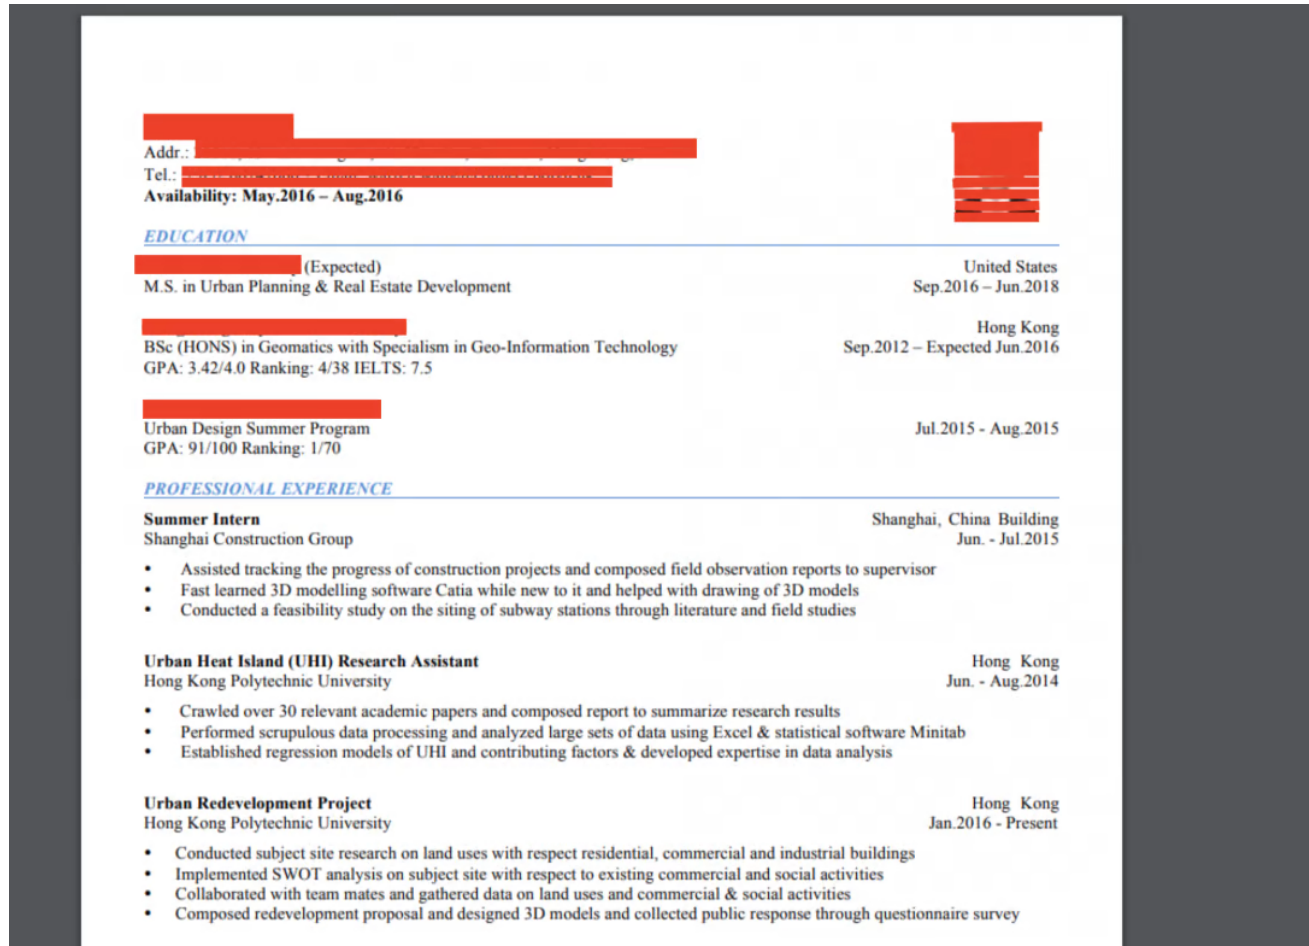 Addr.:
Tel.:
Availability: May.2016 – Aug.2016
EDUCATION
(Expected) United States
M.S. in Urban Planning & Real Estate Development Sep.2016 – Jun.2018
Hong Kong
BSc (HONS) in Geomatics with Specialism in Geo-Information Technology Sep.2012 – Expected Jun.2016
GPA: 3.42/4.0 Ranking: 4/38 IELTS: 7.5
Urban Design Summer Program Jul.2015 - Aug.2015
GPA: 91/100 Ranking: 1/70
PROFESSIONAL EXPERIENCE
Summer Intern Shanghai, China Building
Shanghai Construction Group Jun. - Jul.2015
• Assisted tracking the progress of construction projects and composed field observation reports to supervisor
• Fast learned 3D modelling software Catia while new to it and helped with drawing of 3D models
• Conducted a feasibility study on the siting of subway stations through literature and field studies
Urban Heat Island (UHI) Research Assistant Hong Kong
Hong Kong Polytechnic University Jun. - Aug.2014
• Crawled over 30 relevant academic papers and composed report to summarize research results
• Performed scrupulous data processing and analyzed large sets of data using Excel & statistical software Minitab
• Established regression models of UHI and contributing factors & developed expertise in data analysis
Urban Redevelopment Project Hong Kong
Hong Kong Polytechnic University Jan.2016 - Present
• Conducted subject site research on land uses with respect residential, commercial and industrial buildings
• Implemented SWOT analysis on subject site with respect to existing commercial and social activities
• Collaborated with team mates and gathered data on land uses and commercial & social activities
• Composed redevelopment proposal and designed 3D models and collected public response through questionnaire survey